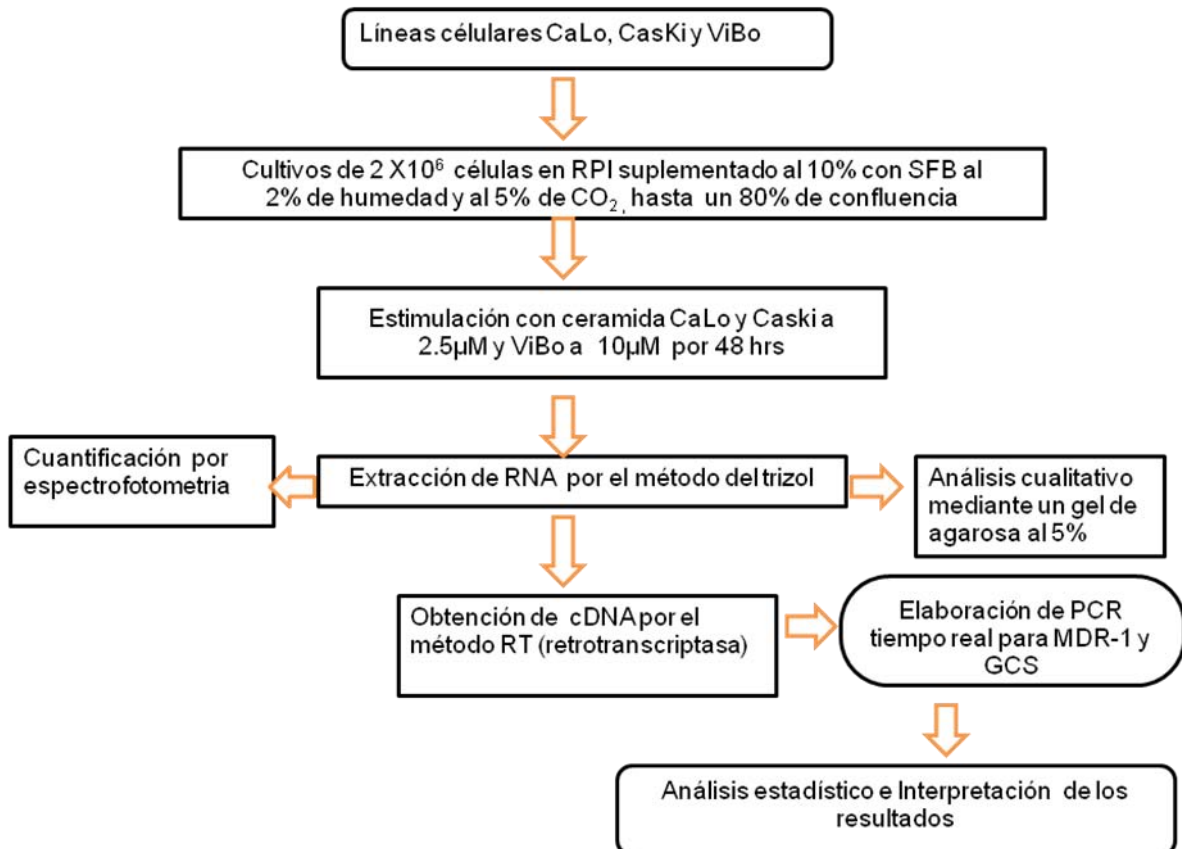 Líneas célulares CaLo, CasKi y ViBo
Cultivos de 2 X10⁶ células en RPI suplementado al 10% con SFB al
2% de humedad y al 5% de CO₂, hasta un 80% de confluencia
Estimulación con ceramida CaLo y Caski a
2.5µM y ViBo a 10µM por 48 hrs
Cuantificación por
espectrofotometria
Extracción de RNA por el método del trizol
Análisis cualitativo
mediante un gel de
agarosa al 5%
Obtención de cDNA por el
método RT (retrotranscriptasa)
Elaboración de PCR
tiempo real para MDR-1 y
GCS
Análisis estadístico e Interpretación de los
resultados